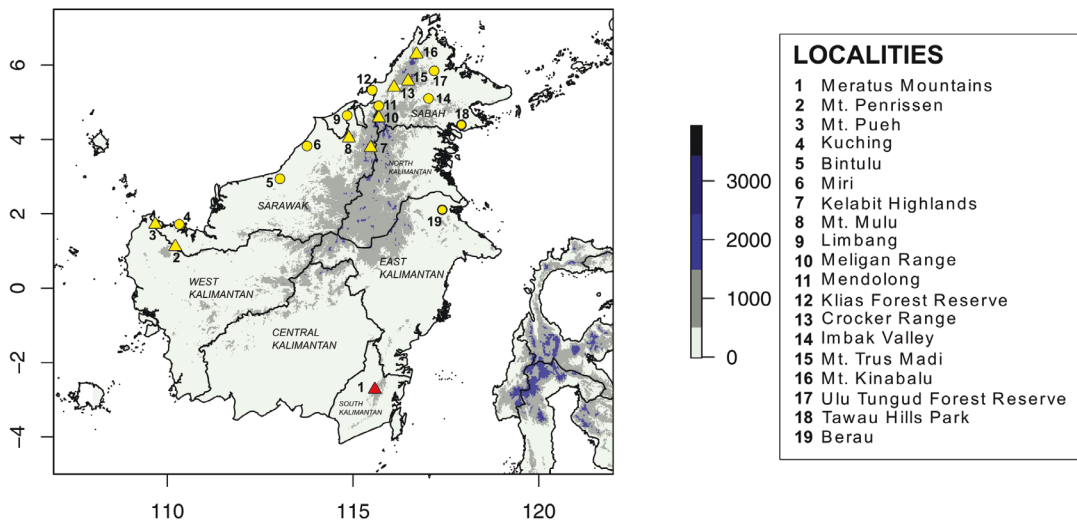 6
4
2
0
−2
−4
110
115
120
16
15
17
12
13
14
11
SABAH
10
9
18
8
7
6
NORTH
KALIMANTAN
5
SARAWAK
19
4
3
2
EAST
KALIMANTAN
WEST
KALIMANTAN
CENTRAL
KALIMANTAN
1
SOUTH
KALIMANTAN
3000
2000
1000
0
LOCALITIES
1 Meratus Mountains
2 Mt. Penrissen
3 Mt. Pueh
4 Kuching
5 Bintulu
6 Miri
7 Kelabit Highlands
8 Mt. Mulu
9 Limbang
10 Meligan Range
11 Mendolong
12 Klias Forest Reserve
13 Crocker Range
14 Imbak Valley
15 Mt. Trus Madi
16 Mt. Kinabalu
17 Ulu Tungud Forest Reserve
18 Tawau Hills Park
19 Berau